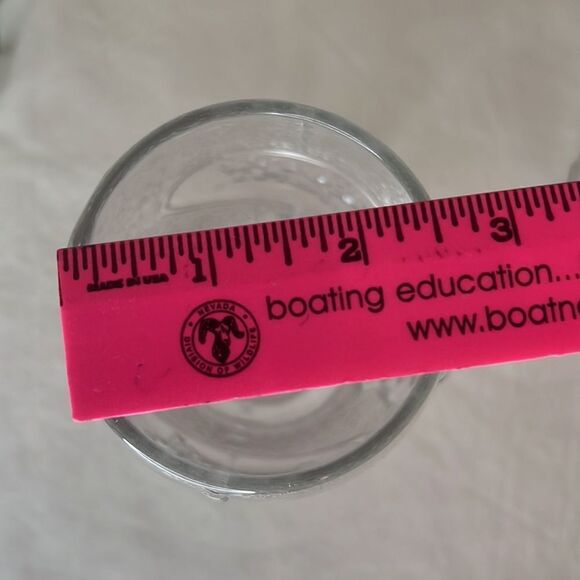 1 2 3
MADE IN USA
boating education...
www.boatn
NEVADA
DIVISION OF WILDLIFE